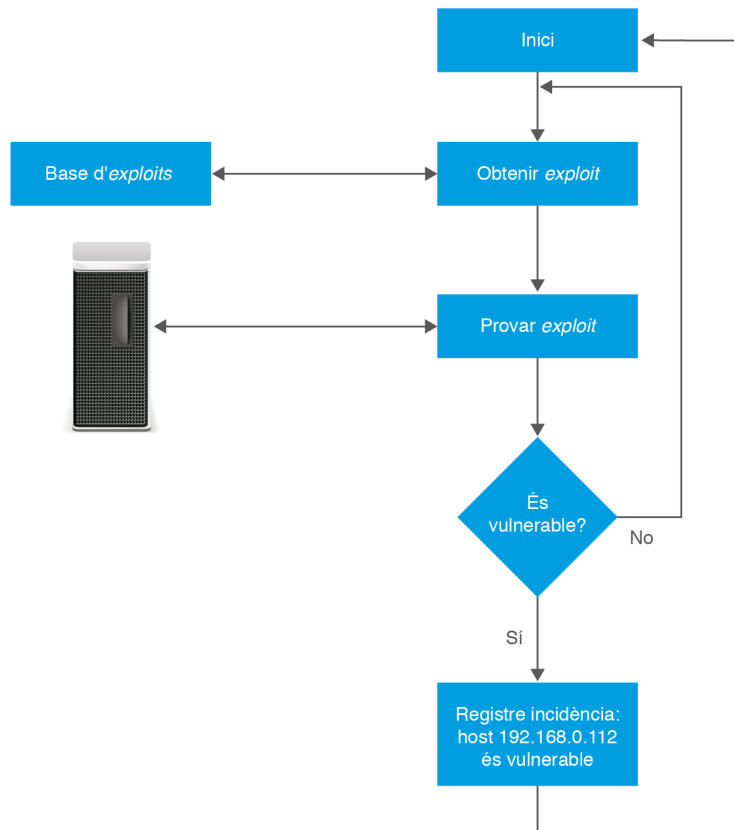 Inici
Base d'exploits
Obtenir exploit
Provar exploit
És
vulnerable?
No
Sí
Registre incidència:
host 192.168.0.112
és vulnerable